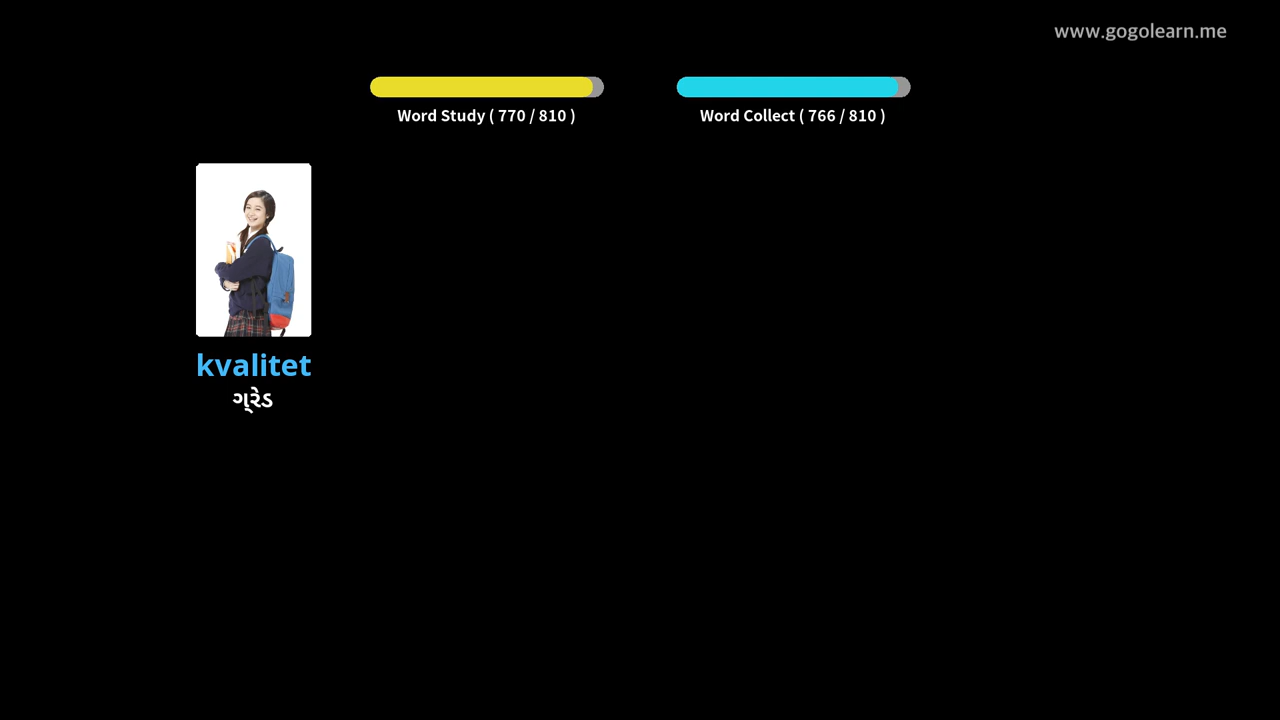 www.gogolearn.me
Word Study ( 770 / 810 )
Word Collect ( 766 / 810 )
kvalitet
ગ્રેડ